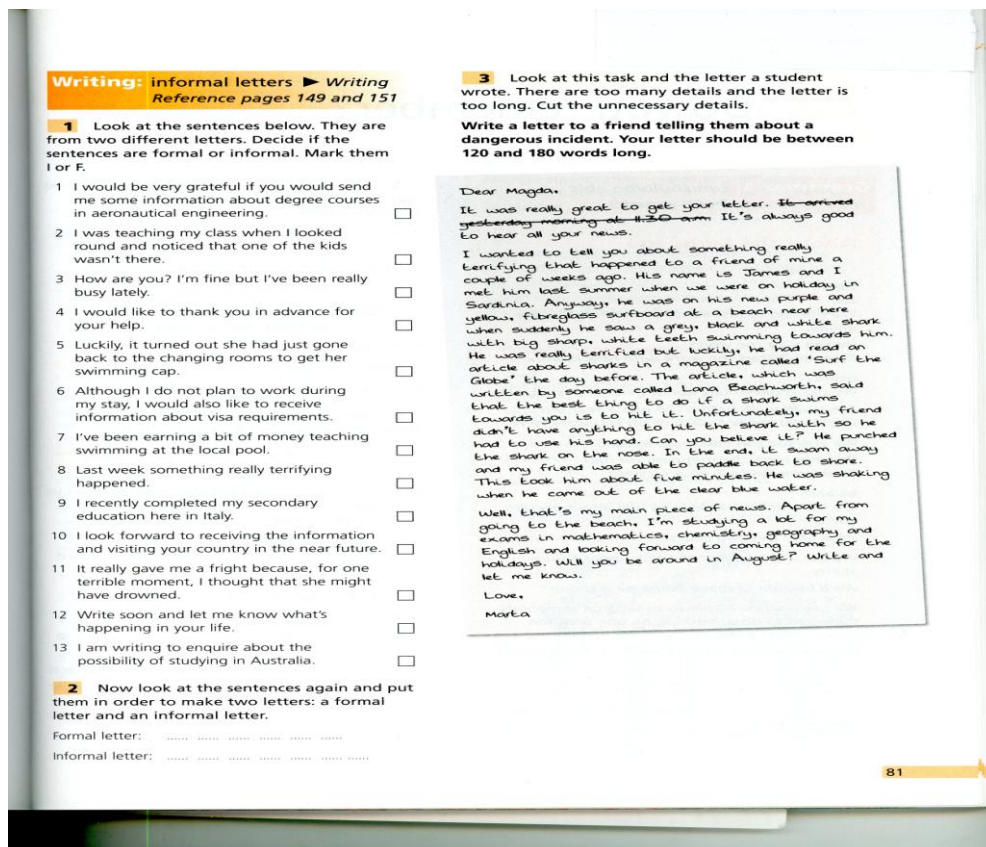 Writing: informal letters ► Writing
Reference pages 149 and 151
1 Look at the sentences below. They are
from two different letters. Decide if the
sentences are formal or informal. Mark them
I or F.
1 I would be very grateful if you would send
me some information about degree courses
in aeronautical engineering.
2 I was teaching my class when I looked
round and noticed that one of the kids
wasn't there.
3 How are you? I'm fine but I've been really
busy lately.
4 I would like to thank you in advance for
your help.
5 Luckily, it turned out she had just gone
back to the changing rooms to get her
swimming cap.
6 Although I do not plan to work during
my stay, I would also like to receive
information about visa requirements.
7 I've been earning a bit of money teaching
swimming at the local pool.
8 Last week something really terrifying
happened.
9 I recently completed my secondary
education here in Italy.
10 I look forward to receiving the information
and visiting your country in the near future.
11 It really gave me a fright because, for one
terrible moment, I thought that she might
have drowned.
12 Write soon and let me know what's
happening in your life.
13 I am writing to enquire about the
possibility of studying in Australia.
2 Now look at the sentences again and put
them in order to make two letters: a formal
letter and an informal letter.
Formal letter: ...... ...... ...... ...... ...... ......
Informal letter: ...... ...... ...... ...... ...... ...... ......
3 Look at this task and the letter a student
wrote. There are too many details and the letter is
too long. Cut the unnecessary details.
Write a letter to a friend telling them about a
dangerous incident. Your letter should be between
120 and 180 words long.
Dear Magda,
It was really great to get your letter. It arrived
yesterday morning at 11.30 a.m. It's always good
to hear all your news.
I wanted to tell you about something really
terrifying that happened to a friend of mine a
couple of weeks ago. His name is James and I
met him last summer when we were on holiday in
Sardinia. Anyway, he was on his new purple and
yellow, fibreglass surfboard at a beach near here
when suddenly he saw a grey, black and white shark
with big sharp, white teeth swimming towards him.
He was really terrified but luckily, he had read an
article about sharks in a magazine called 'Surf the
Globe' the day before. The article, which was
written by someone called Lana Beachworth, said
that the best thing to do if a shark swims
towards you is to hit it. Unfortunately, my friend
didn't have anything to hit the shark with so he
had to use his hand. Can you believe it? He punched
the shark on the nose. In the end, it swam away
and my friend was able to paddle back to shore.
This took him about five minutes. He was shaking
when he came out of the clear blue water.
Well, that's my main piece of news. Apart from
going to the beach, I'm studying a lot for my
exams in mathematics, chemistry, geography and
English and looking forward to coming home for the
holidays. Will you be around in August? Write and
let me know.
Love,
Marta
81